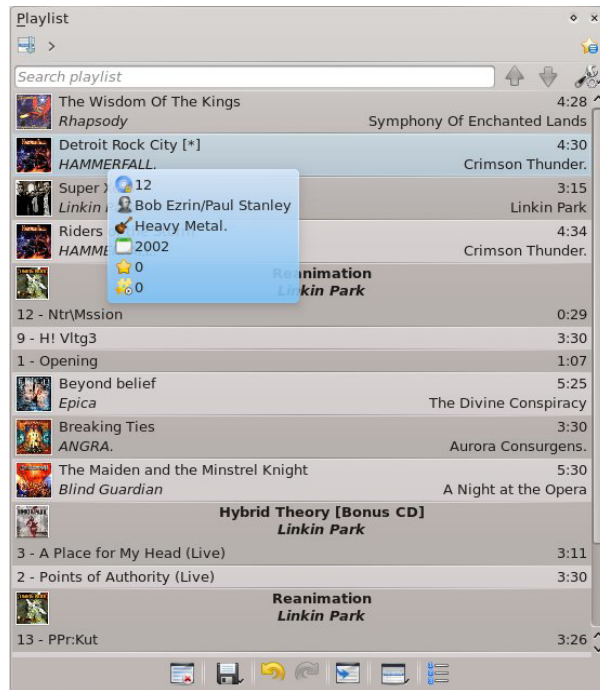 Playlist
Search playlist
The Wisdom Of The Kings 4:28
Rhapsody Symphony Of Enchanted Lands
Detroit Rock City [*] 4:30
HAMMERFALL. Crimson Thunder.
Super 3:15
Linkin Linkin Park
Riders 4:34
HAMME Crimson Thunder.
12
Bob Ezrin/Paul Stanley
Heavy Metal.
2002
0
0
Reanimation
Linkin Park
12 - Ntr\Mssion 0:29
9 - H! Vltg3 3:30
1 - Opening 1:07
Beyond belief 5:25
Epica The Divine Conspiracy
Breaking Ties 3:30
ANGRA. Aurora Consurgens.
The Maiden and the Minstrel Knight 5:30
Blind Guardian A Night at the Opera
Hybrid Theory [Bonus CD]
Linkin Park
3 - A Place for My Head (Live) 3:11
2 - Points of Authority (Live) 3:30
Reanimation
Linkin Park
13 - PPr:Kut 3:26